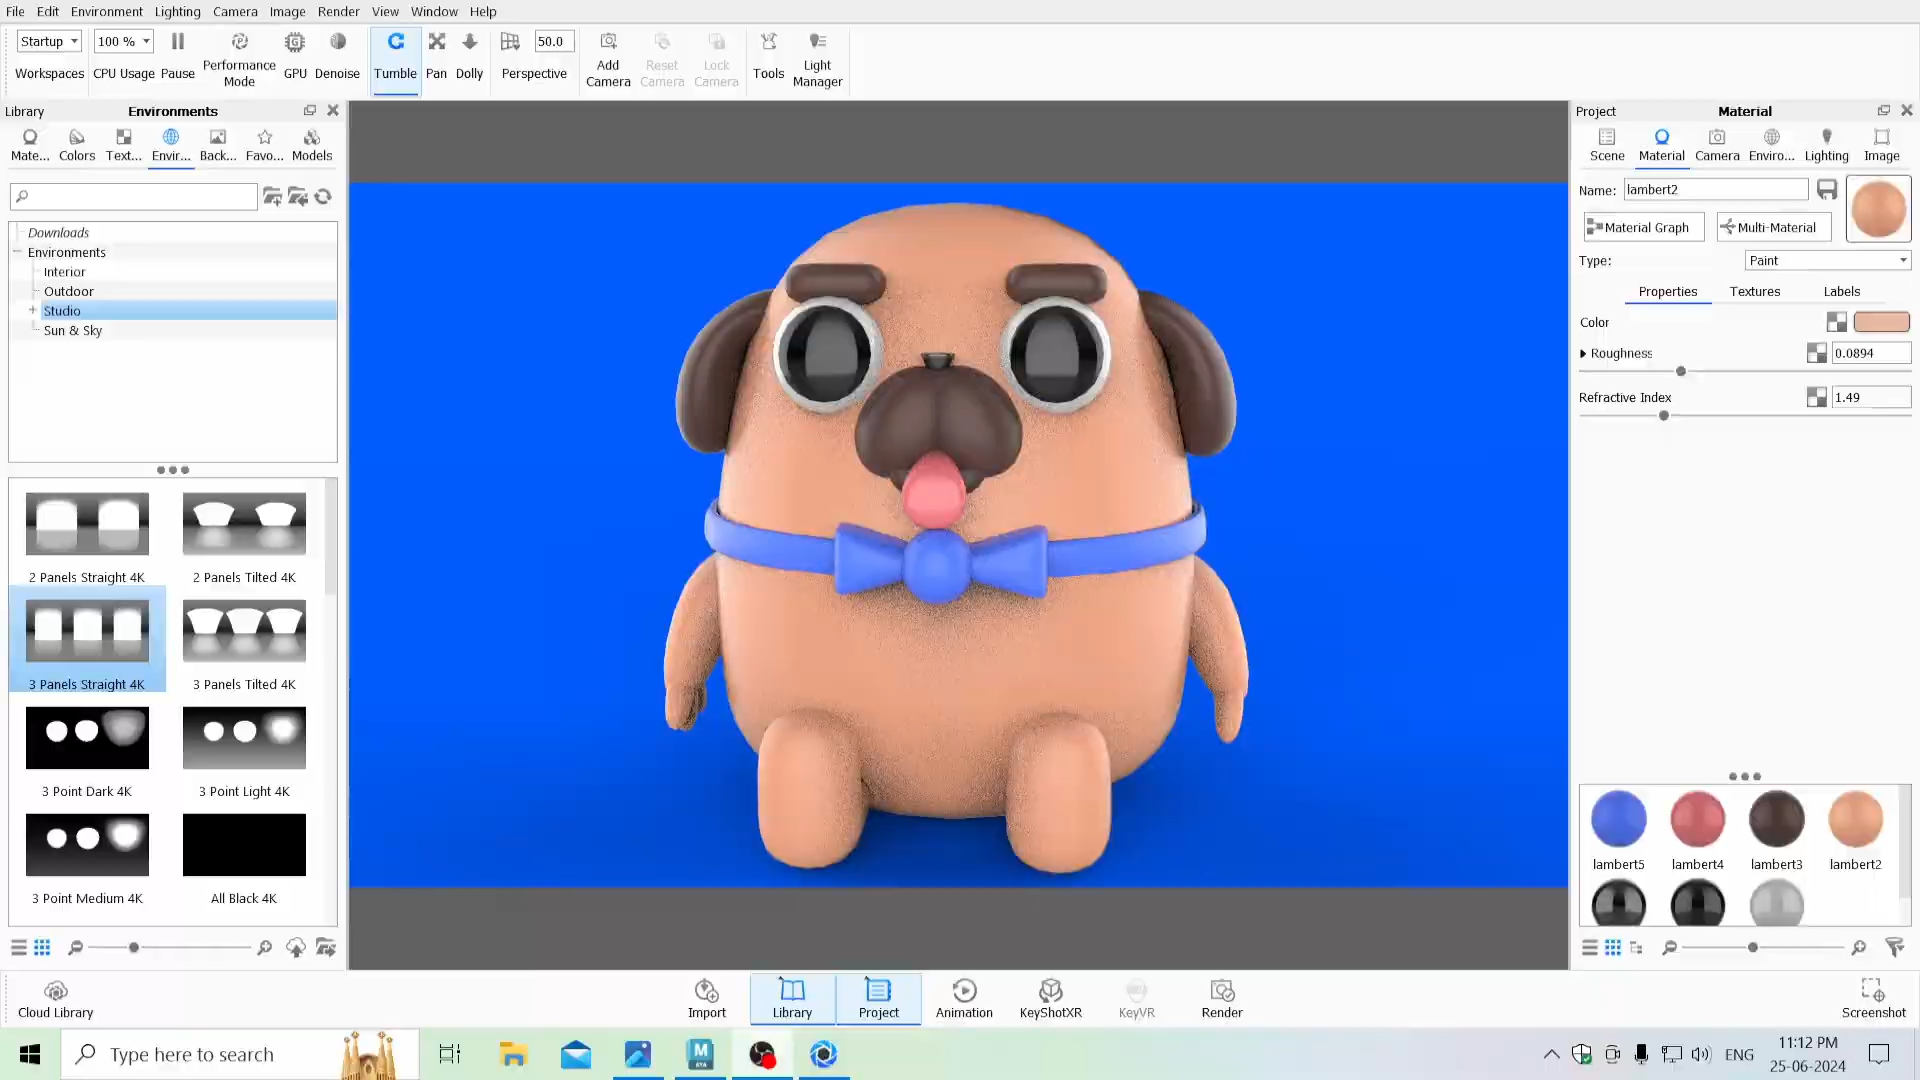 File Edit Environment Lighting Camera Image Render View Window Help
Startup 100 % 50.0
Workspaces CPU Usage Pause Performance Mode GPU Denoise Tumble Pan Dolly Perspective Add Camera Reset Camera Lock Camera Tools Light Manager
Library Environments
Mate... Colors Text... Envir... Back... Favo... Models
Downloads
Environments
Interior
Outdoor
Studio
Sun & Sky
2 Panels Straight 4K 2 Panels Tilted 4K
3 Panels Straight 4K 3 Panels Tilted 4K
3 Point Dark 4K 3 Point Light 4K
3 Point Medium 4K All Black 4K
Project Material
Scene Material Camera Enviro... Lighting Image
Name: lambert2
Material Graph Multi-Material
Type: Paint
Properties Textures Labels
Color
Roughness 0.0894
Refractive Index 1.49
lambert5 lambert4 lambert3 lambert2
Cloud Library Import Library Project Animation KeyShotXR KeyVR Render Screenshot
Type here to search
M
ENG
11:12 PM
25-06-2024